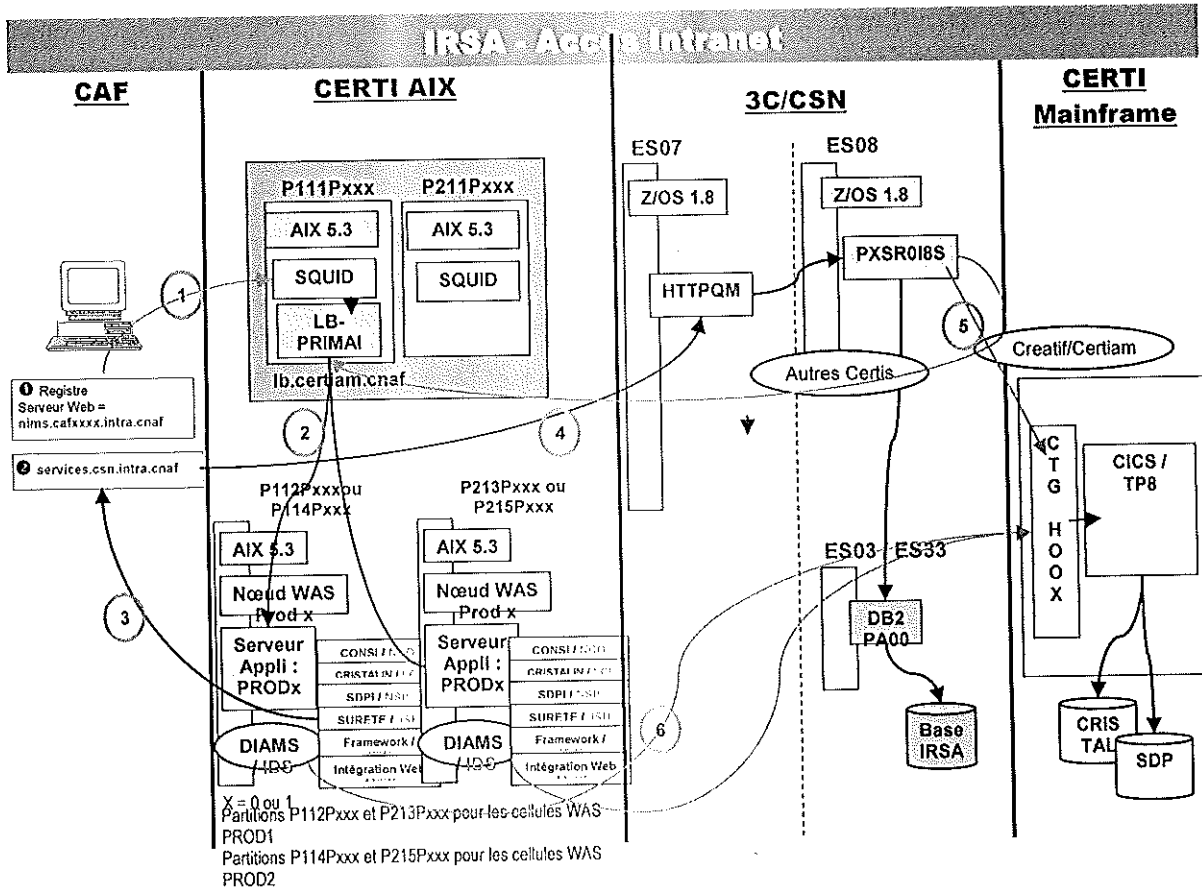 IRSA - Accès Intranet
CAF
CERTI AIX
3C/CSN
CERTI
Mainframe
P111Pxxx
P211Pxxx
AIX 5.3
AIX 5.3
SQUID
SQUID
LB-
PRIMAI
lb.certiam.cnaf
1
❶ Registre
Serveur Web =
nims.cafxxxx.intra.cnaf
❷ services.csn.intra.cnaf
2
3
4
ES07
ES08
Z/OS 1.8
Z/OS 1.8
HTTPQM
PXSR0I8S
5
Autres Certis
Creatif/Certiam
P112Pxxxou
P114Pxxx
P213Pxxx ou
P215Pxxx
AIX 5.3
AIX 5.3
Nœud WAS
Prod x
Nœud WAS
Prod x
Serveur
Appli :
PRODx
Serveur
Appli :
PRODx
CONSI /
CRISTALIN /
SDPI /
SURETE /
Framework /
Intégration Web
CONSI /
CRISTALIN /
SDPI /
SURETE /
Framework /
Intégration Web
DIAMS
DIAMS
6
ES03
ES33
DB2
PA00
Base
IRSA
CTG HOOX
CICS /
TP8
CRIS
TAL
SDP
X = 0 ou 1
Partitions P112Pxxx et P213Pxxx pour les cellules WAS
PROD1
Partitions P114Pxxx et P215Pxxx pour les cellules WAS
PROD2